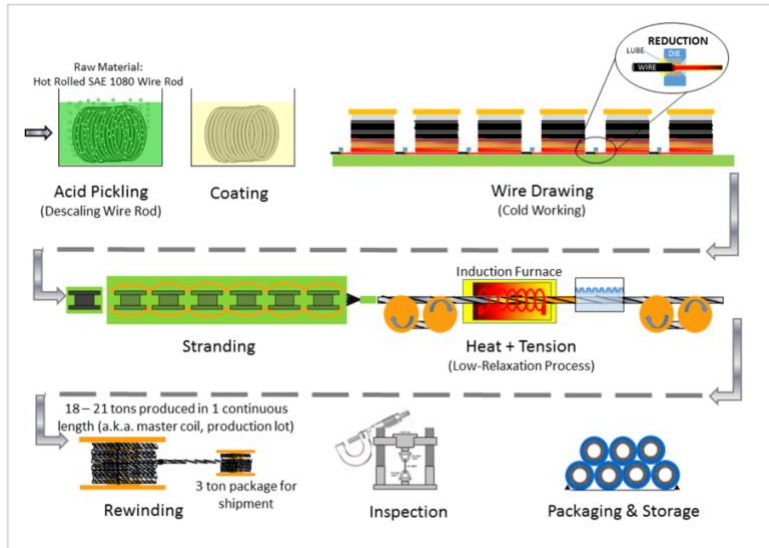 Raw Material:
Hot Rolled SAE 1080 Wire Rod
REDUCTION
LUBE
DIE
WIRE
Acid Pickling
(Descaling Wire Rod)
Coating
Wire Drawing
(Cold Working)
Induction Furnace
Stranding
Heat + Tension
(Low-Relaxation Process)
18 – 21 tons produced in 1 continuous
length (a.k.a. master coil, production lot)
3 ton package for
shipment
Rewinding
Inspection
Packaging & Storage